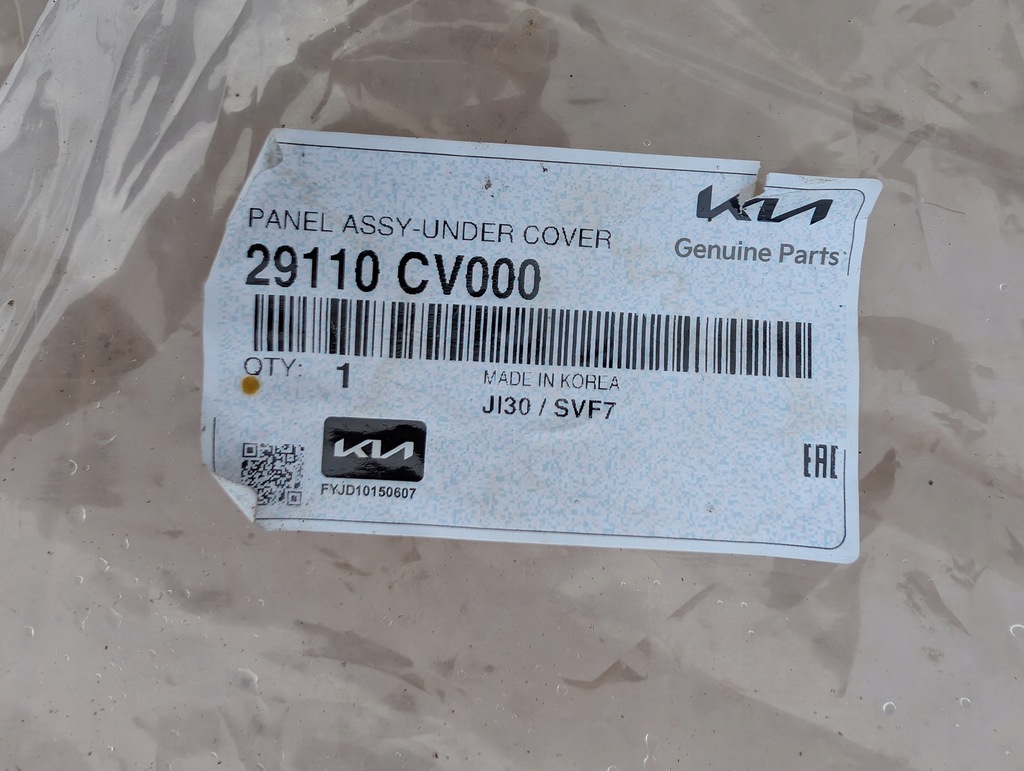 KIA
Genuine Parts
PANEL ASSY-UNDER COVER
29110 CV000
QTY: 1
MADE IN KOREA
JI30 / SVF7
KIA
FYJD10150607
EAC